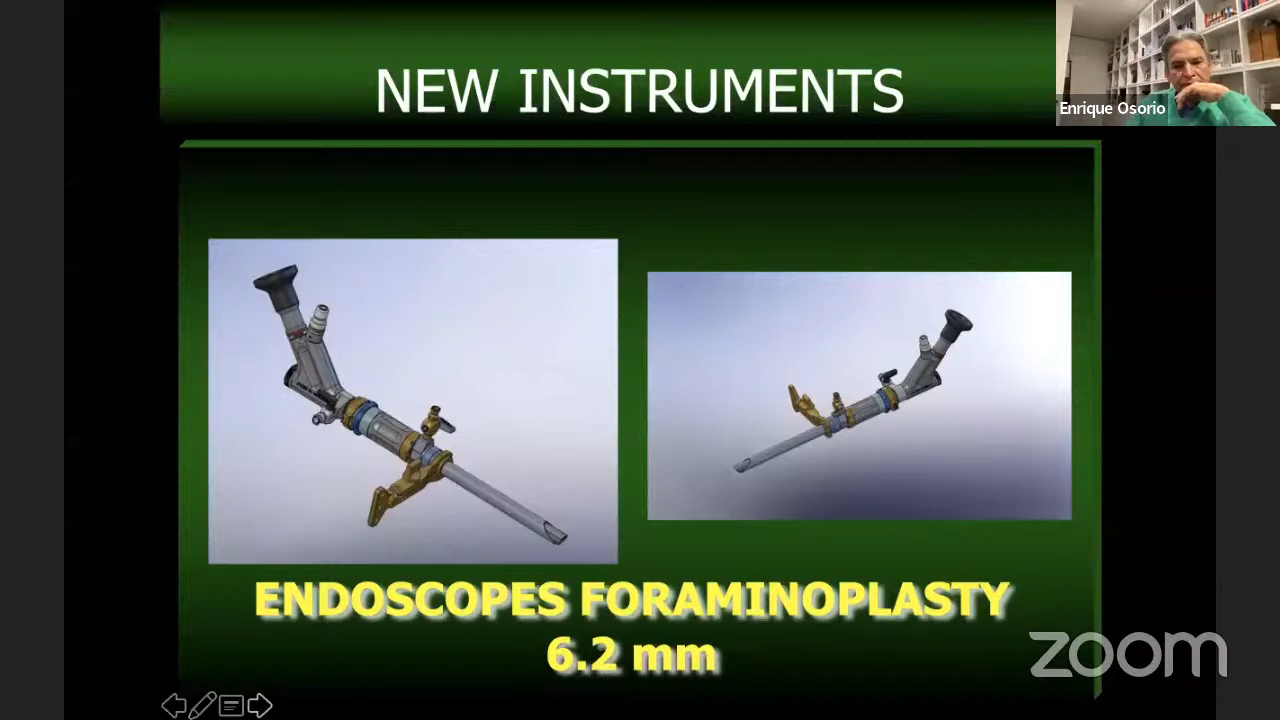 NEW INSTRUMENTS
Enrique Osorio
ENDOSCOPES FORAMINOPLASTY
6.2 mm
zoom